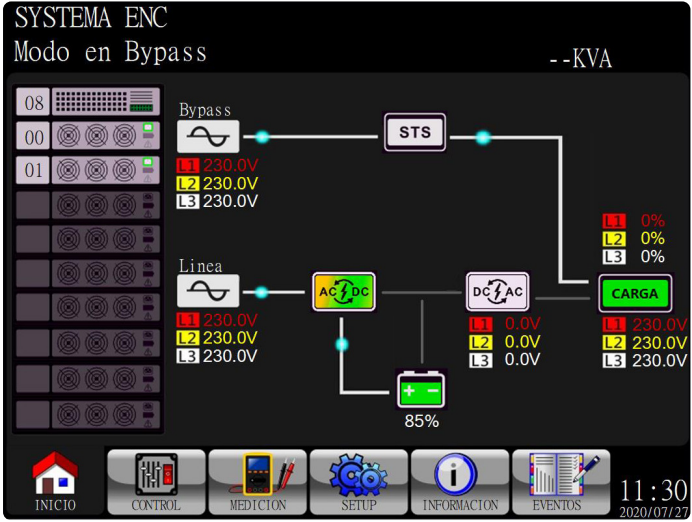 SYSTEMA ENC
Modo en Bypass
--KVA
08
00
01
Bypass
L1 230.0V
L2 230.0V
L3 230.0V
STS
L1 0%
L2 0%
L3 0%
Linea
L1 230.0V
L2 230.0V
L3 230.0V
AC DC
DC AC
L1 0.0V
L2 0.0V
L3 0.0V
CARGA
L1 230.0V
L2 230.0V
L3 230.0V
85%
INICIO
CONTROL
MEDICION
SETUP
INFORMACION
EVENTOS
11:30
2020/07/27